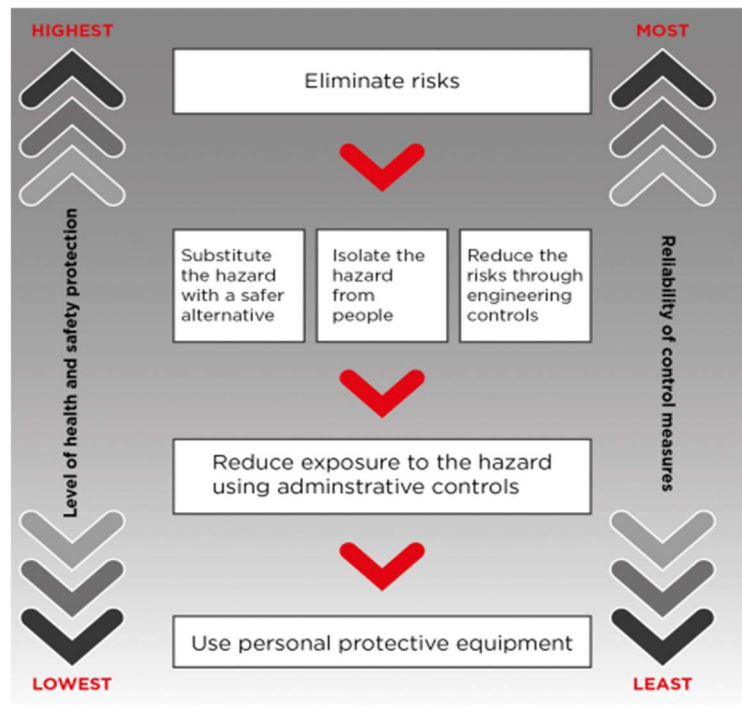 HIGHEST
MOST
Eliminate risks
Substitute
the hazard
with a safer
alternative
Isolate the
hazard
from
people
Reduce the
risks through
engineering
controls
Level of health and safety protection
Reliability of control measures
Reduce exposure to the hazard
using adminstrative controls
Use personal protective equipment
LOWEST
LEAST